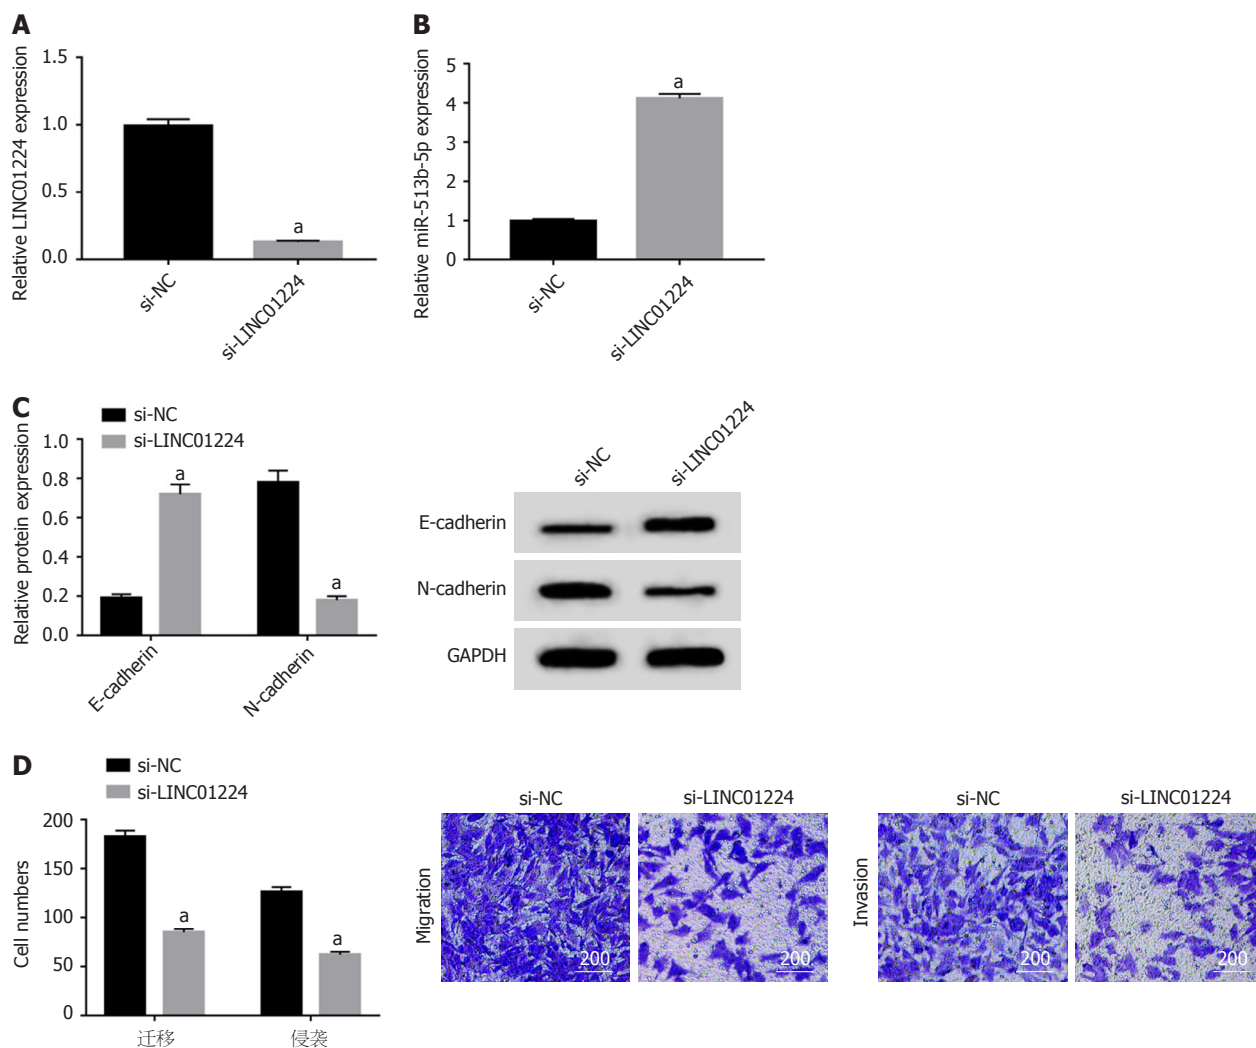 A
Relative LINC01224 expression
1.5
1.0
0.5
0.0
a
si-NC
si-LINC01224
B
Relative miR-513b-5p expression
5
4
3
2
1
0
a
si-NC
si-LINC01224
C
si-NC
si-LINC01224
Relative protein expression
1.0
0.8
0.6
0.4
0.2
0.0
a
a
E-cadherin
N-cadherin
si-NC
si-LINC01224
E-cadherin
N-cadherin
GAPDH
D
si-NC
si-LINC01224
Cell numbers
200
150
100
50
0
a
a
迁移
侵袭
Migration
si-NC
si-LINC01224
200
200
Invasion
si-NC
si-LINC01224
200
200